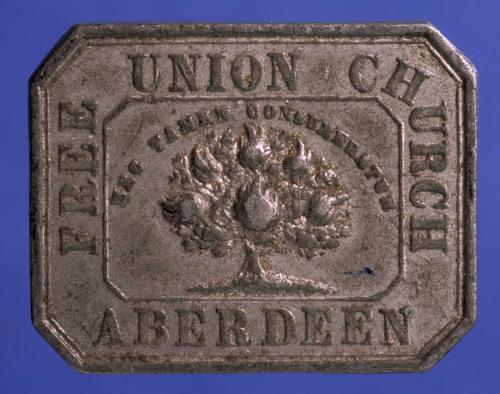 FREE UNION CHURCH
NEC TAMEN CONSUMEBATUR
ABERDEEN